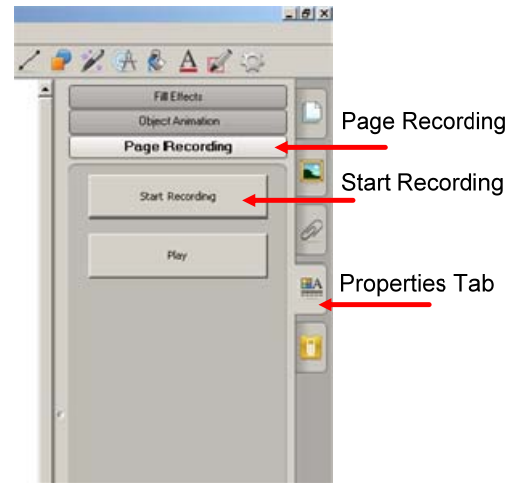 Fill Effects
Object Animation
Page Recording
Page Recording
Start Recording
Start Recording
Play
Properties Tab